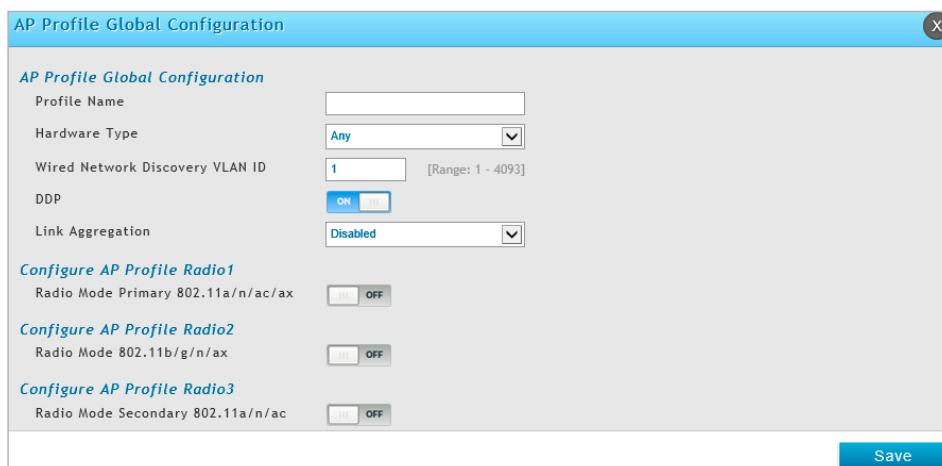 AP Profile Global Configuration
X
AP Profile Global Configuration
Profile Name
Hardware Type Any
Wired Network Discovery VLAN ID 1 [Range: 1 - 4093]
DDP ON
Link Aggregation Disabled
Configure AP Profile Radio1
Radio Mode Primary 802.11a/n/ac/ax OFF
Configure AP Profile Radio2
Radio Mode 802.11b/g/n/ax OFF
Configure AP Profile Radio3
Radio Mode Secondary 802.11a/n/ac OFF
Save